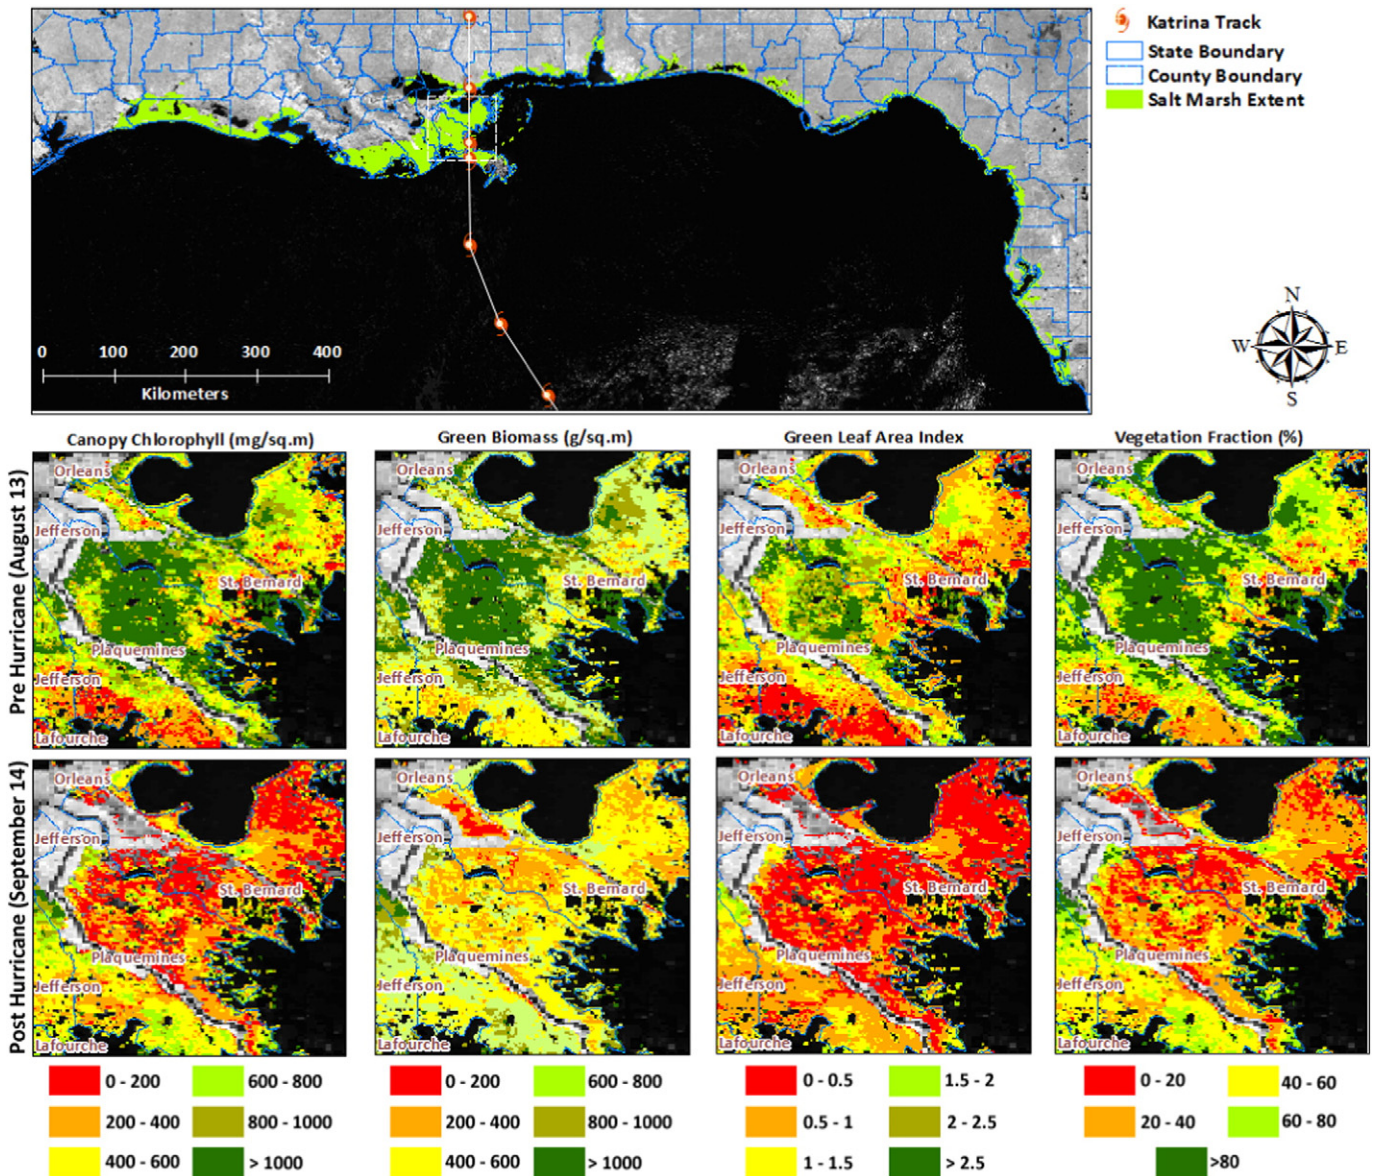 Katrina Track
State Boundary
County Boundary
Salt Marsh Extent
N
W E
S
0 100 200 300 400
Kilometers
Canopy Chlorophyll (mg/sq.m)
Green Biomass (g/sq.m)
Green Leaf Area Index
Vegetation Fraction (%)
Pre Hurricane (August 13)
Orleans
Jefferson
St. Bernard
Plaquemines
Jefferson
Lafourche
Orleans
Jefferson
St. Bernard
Plaquemines
Jefferson
Lafourche
Orleans
Jefferson
St. Bernard
Plaquemines
Jefferson
Lafourche
Orleans
Jefferson
St. Bernard
Plaquemines
Jefferson
Lafourche
Post Hurricane (September 14)
Orleans
Jefferson
St. Bernard
Plaquemines
Jefferson
Lafourche
Orleans
Jefferson
St. Bernard
Plaquemines
Jefferson
Lafourche
Orleans
Jefferson
St. Bernard
Plaquemines
Jefferson
Lafourche
Orleans
Jefferson
St. Bernard
Plaquemines
Jefferson
Lafourche
0 - 200
200 - 400
400 - 600
600 - 800
800 - 1000
> 1000
0 - 200
200 - 400
400 - 600
600 - 800
800 - 1000
> 1000
0 - 0.5
0.5 - 1
1 - 1.5
1.5 - 2
2 - 2.5
> 2.5
0 - 20
20 - 40
40 - 60
60 - 80
>80